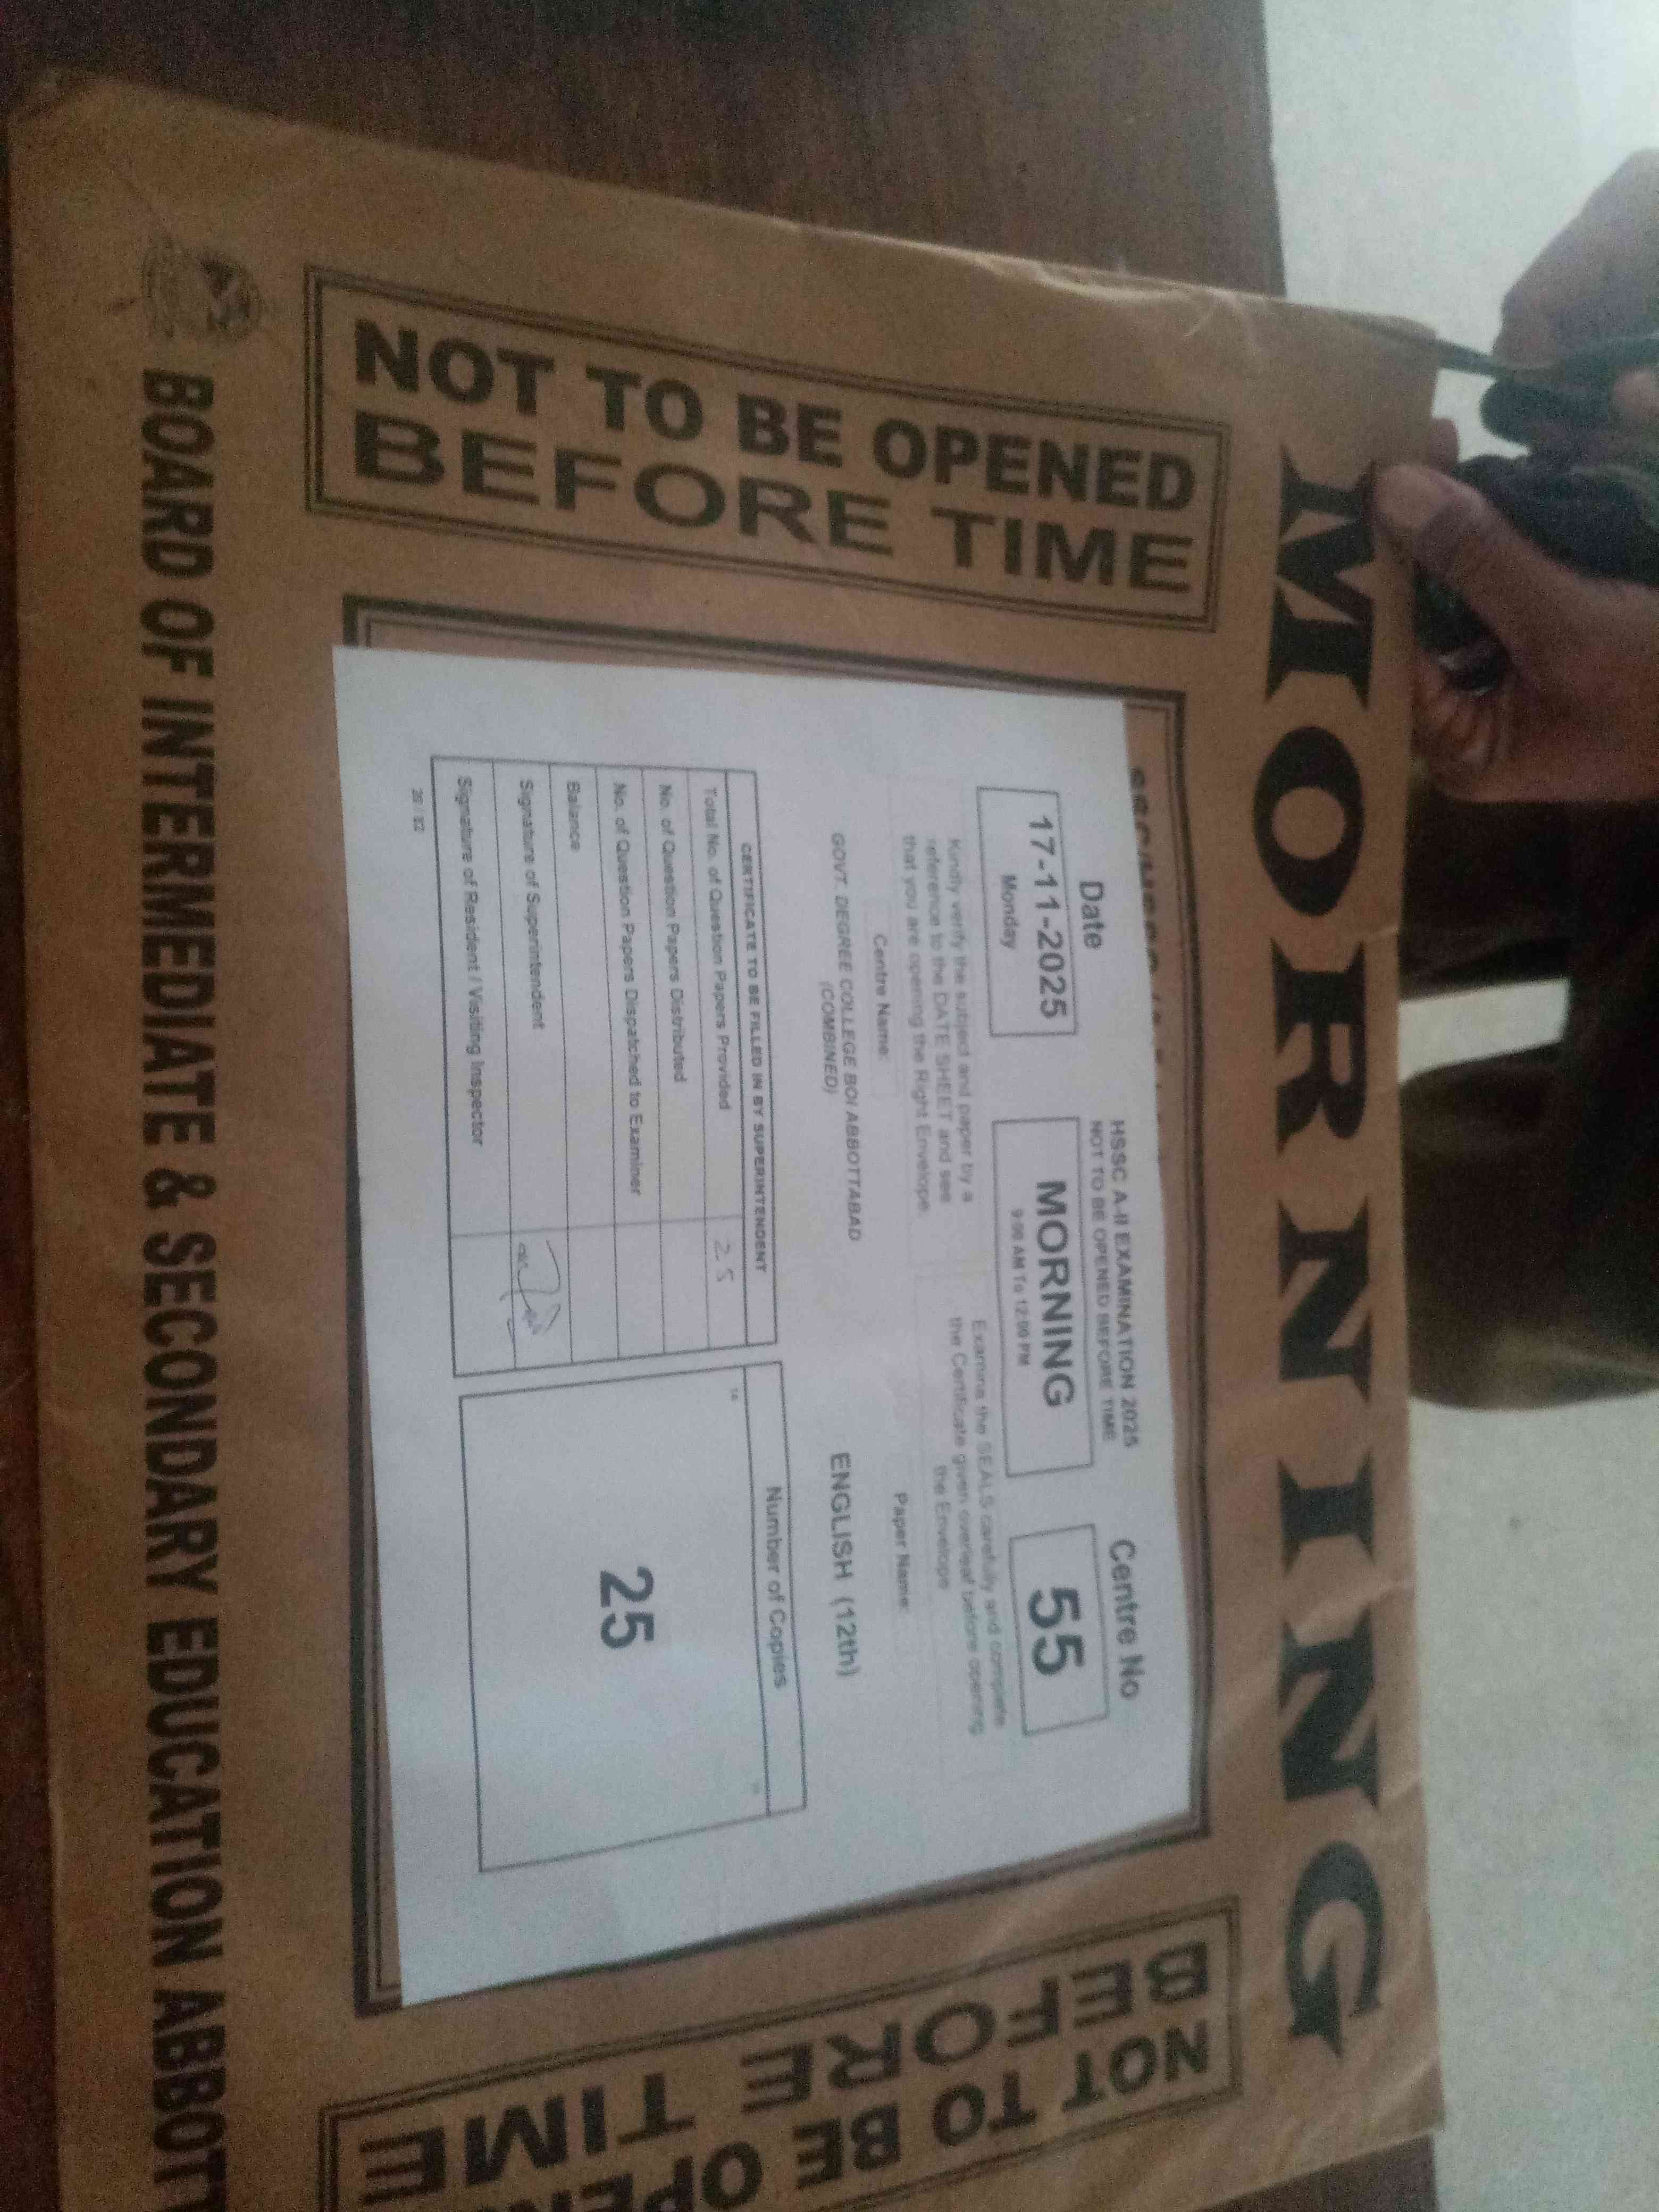 MORNING
NOT TO BE OPENED
BEFORE TIME
Date
17-11-2025
Monday
HSSC A-II EXAMINATION 2025
NOT TO BE OPENED BEFORE TIME
MORNING
9:00 AM To 12:00 PM
Centre No
55
Kindly verify the subject and paper by a
reference to the DATE SHEET and see
that you are opening the Right Envelope.
Examine the SEALS carefully and complete
the Certificate given overleaf before opening
the Envelope
Centre Name:
GOVT. DEGREE COLLEGE BOI ABBOTTABAD
(COMBINED)
Paper Name:
ENGLISH (12th)
CERTIFICATE TO BE FILLED IN BY SUPERINTENDENT
Total No. of Question Papers Provided 25
No. of Question Papers Distributed
No. of Question Papers Dispatched to Examiner
Balance
Signature of Superintendent
Signature of Resident / Visiting Inspector
Number of Copies
25
NOT TO BE OPEN
BEFORE TIME
BOARD OF INTERMEDIATE & SECONDARY EDUCATION ABBOT